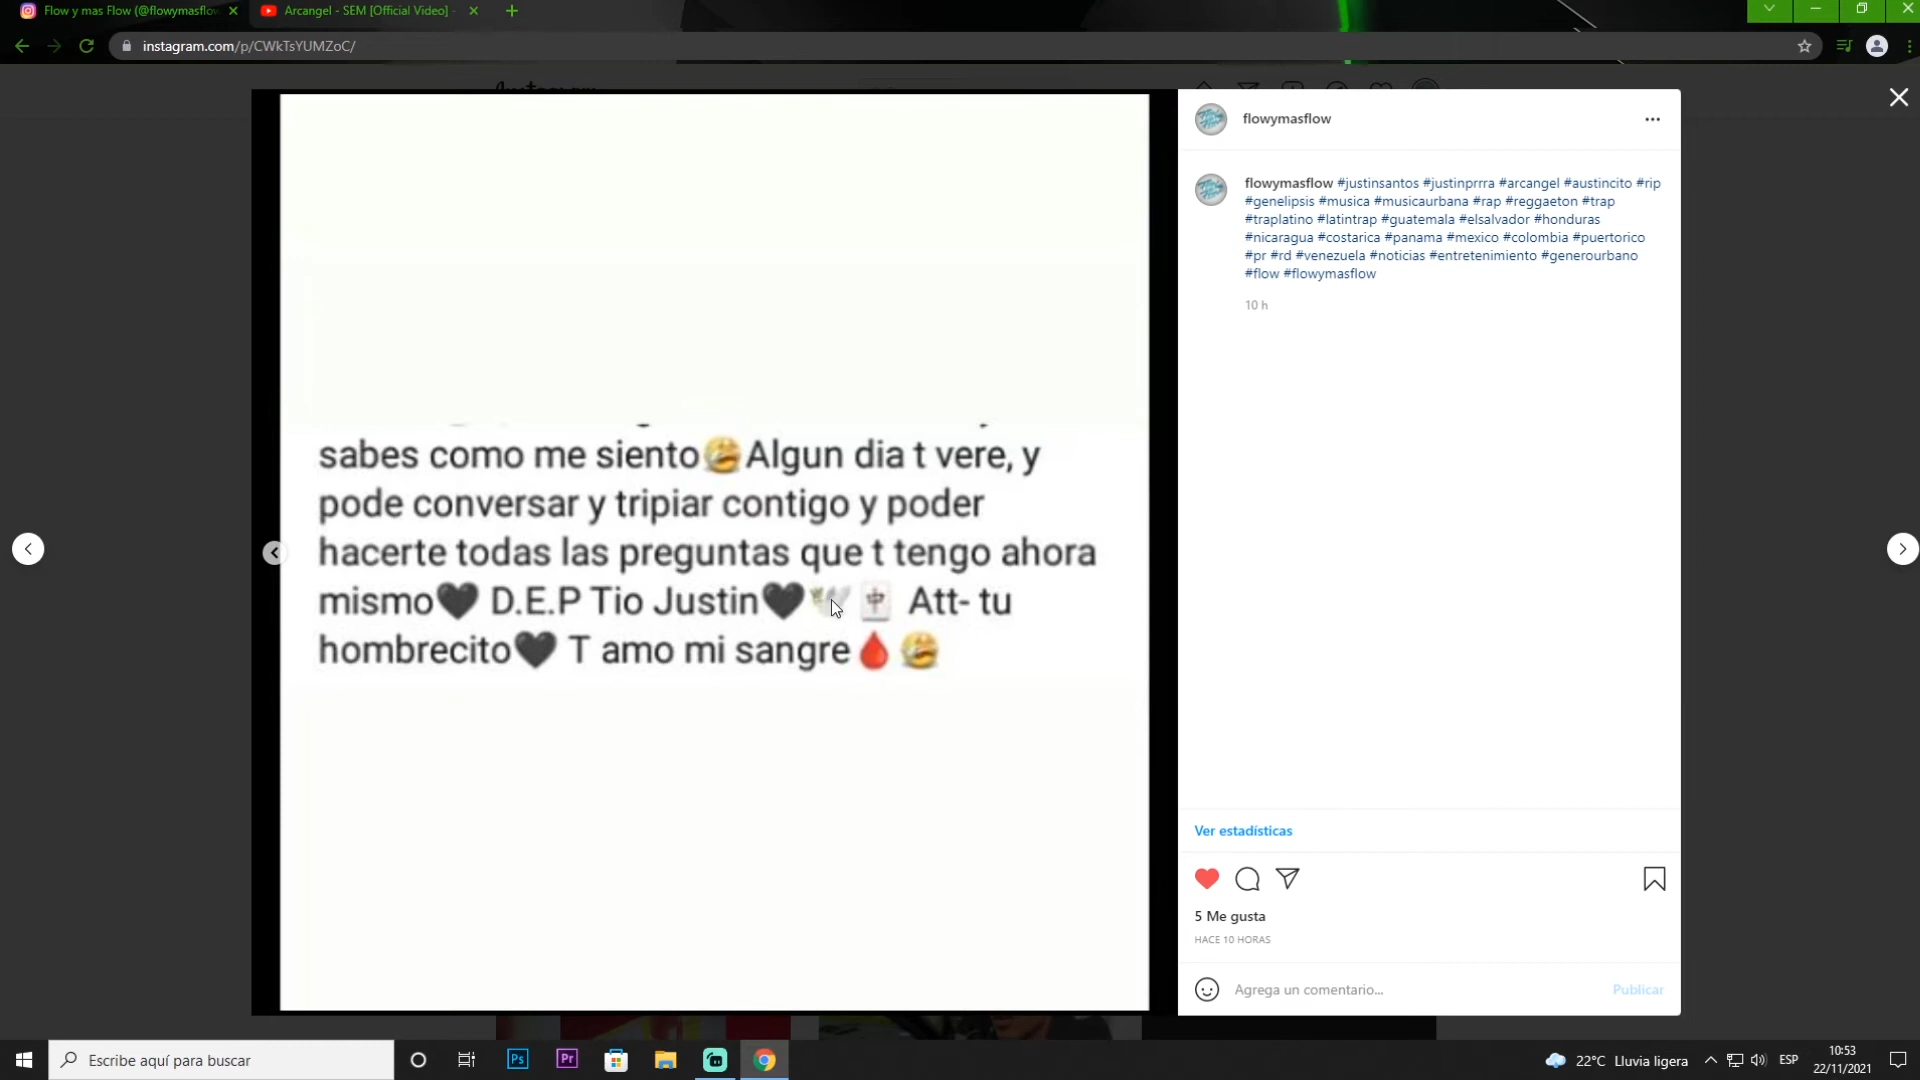 Flow y mas Flow (@flowymasflow
Arcangel - SEM [Official Video] -
instagram.com/p/CWkTsYUMZoC/
sabes como me siento😪Algun dia t vere, y
pode conversar y tripiar contigo y poder
hacerte todas las preguntas que t tengo ahora
mismo🖤 D.E.P Tio Justin🖤🕊️🀄 Att- tu
hombrecito🖤 T amo mi sangre🩸😪
flowymasflow
flowymasflow #justinsantos #justinprrra #arcangel #austincito #rip
#genelipsis #musica #musicaurbana #rap #reggaeton #trap
#traplatino #latintrap #guatemala #elsalvador #honduras
#nicaragua #costarica #panama #mexico #colombia #puertorico
#pr #rd #venezuela #noticias #entretenimiento #generourbano
#flow #flowymasflow
10 h
Ver estadísticas
5 Me gusta
HACE 10 HORAS
Agrega un comentario... Publicar
Escribe aquí para buscar
Ps
Pr
22°C Lluvia ligera
ESP
10:53
22/11/2021